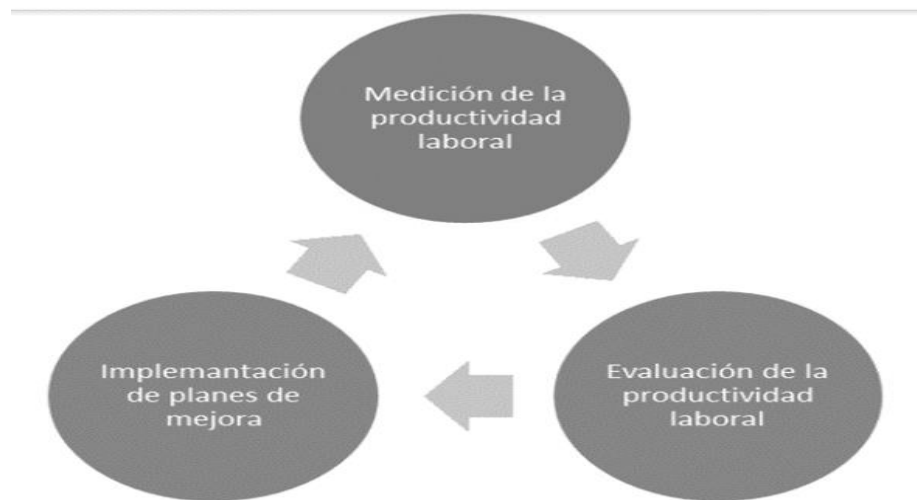 Medición de la
productividad
laboral
Evaluación de la
productividad
laboral
Implemantación
de planes de
mejora